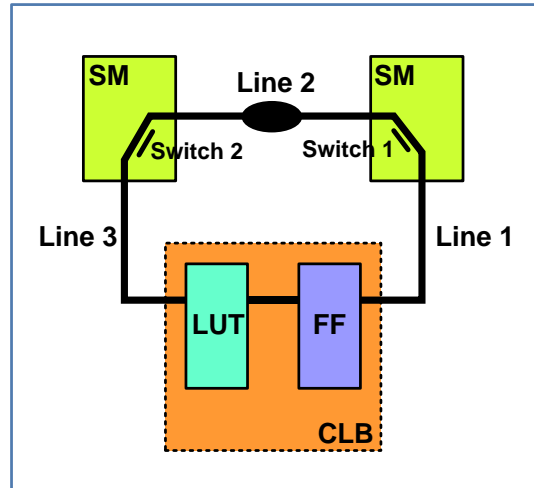 SM
SM
Line 2
Switch 2
Switch 1
Line 3
Line 1
LUT
FF
CLB